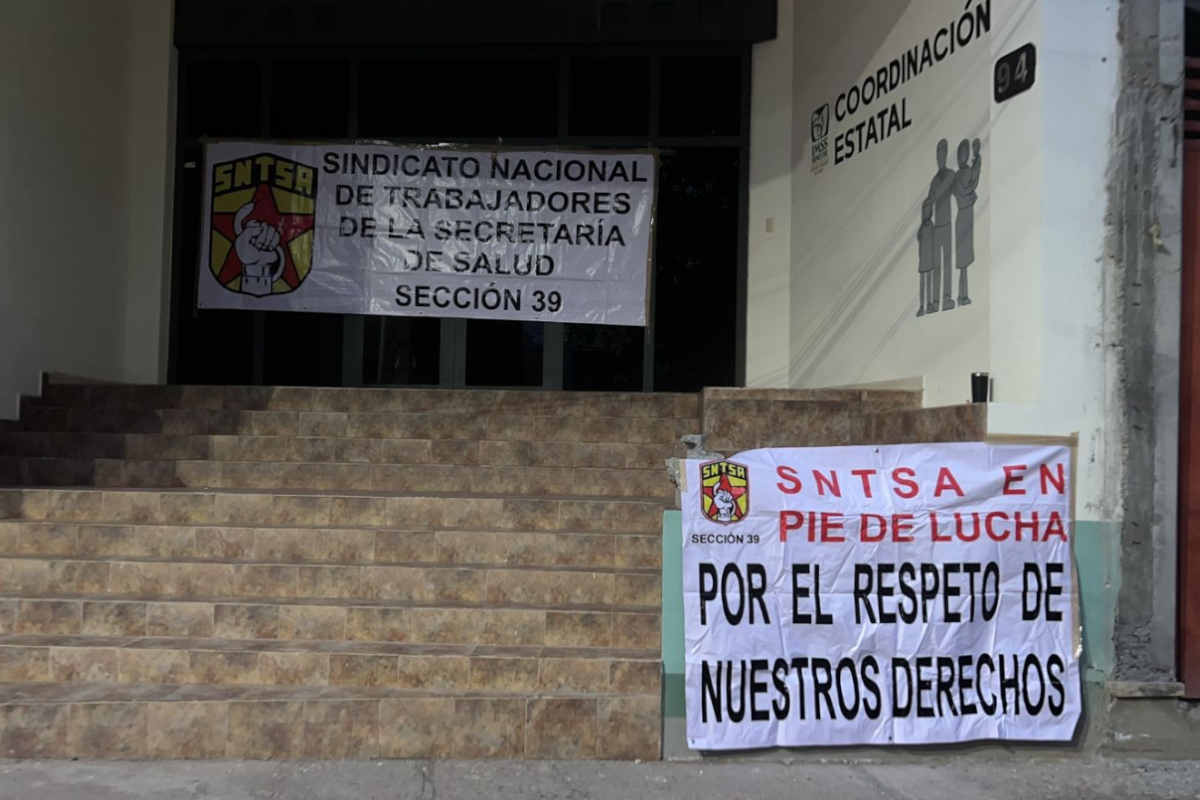 SNTSA
SINDICATO NACIONAL
DE TRABAJADORES
DE LA SECRETARÍA
DE SALUD
SECCIÓN 39
COORDINACIÓN
ESTATAL
94
IMSS
SNTSA
SECCIÓN 39
SNTSA EN
PIE DE LUCHA
POR EL RESPETO DE
NUESTROS DERECHOS